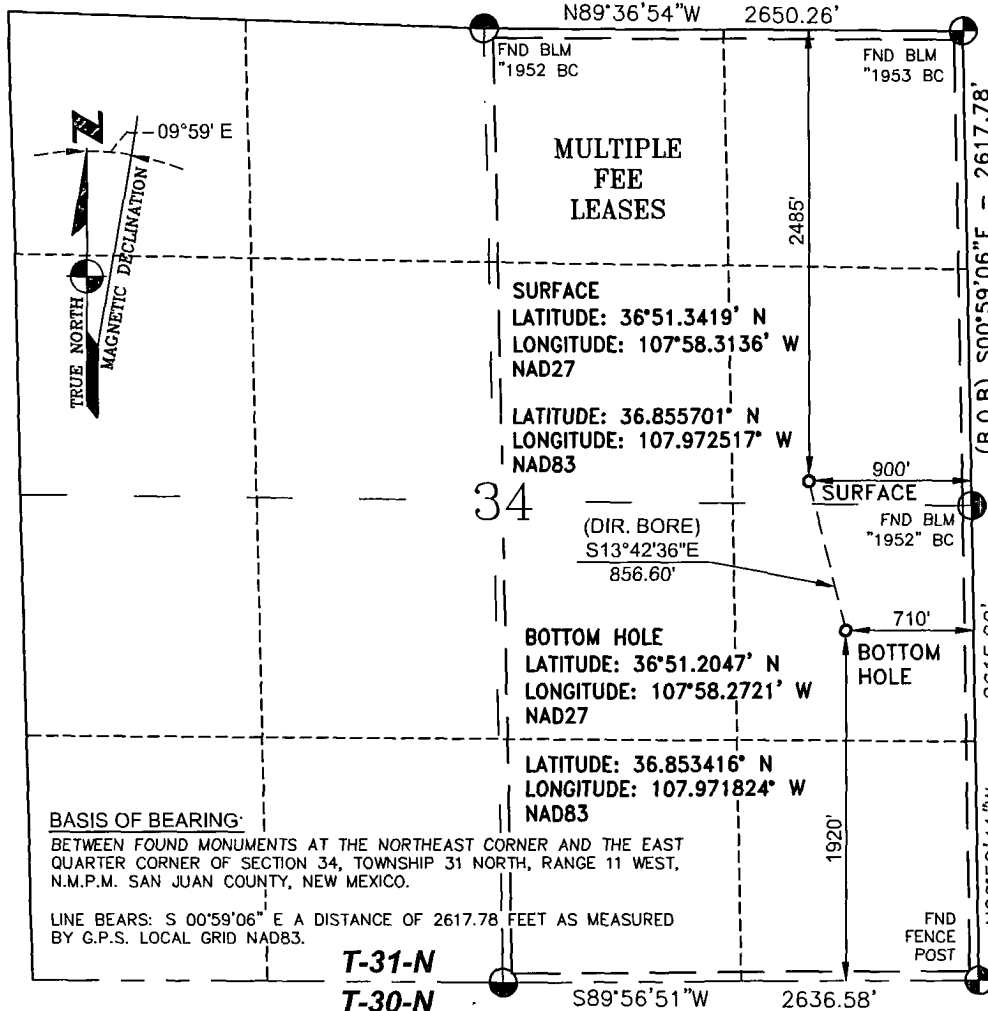 N89°36'54"W 2650.26'
FND BLM
"1952 BC
FND BLM
"1953 BC
09°59' E
N
TRUE NORTH
MAGNETIC DECLINATION
MULTIPLE
FEE
LEASES
2485'
(B.O.B) S00°59'06"E - 2617.78'
SURFACE
LATITUDE: 36°51.3419' N
LONGITUDE: 107°58.3136' W
NAD27
LATITUDE: 36.855701° N
LONGITUDE: 107.972517° W
NAD83
900'
SURFACE
34
FND BLM
"1952" BC
(DIR. BORE)
S13°42'36"E
856.60'
710'
BOTTOM
HOLE
BOTTOM HOLE
LATITUDE: 36°51.2047' N
LONGITUDE: 107°58.2721' W
NAD27
LATITUDE: 36.853416° N
LONGITUDE: 107.971824° W
NAD83
1920'
BASIS OF BEARING:
BETWEEN FOUND MONUMENTS AT THE NORTHEAST CORNER AND THE EAST
QUARTER CORNER OF SECTION 34, TOWNSHIP 31 NORTH, RANGE 11 WEST,
N.M.P.M. SAN JUAN COUNTY, NEW MEXICO.
LINE BEARS: S 00°59'06" E A DISTANCE OF 2617.78 FEET AS MEASURED
BY G.P.S. LOCAL GRID NAD83.
FND
FENCE
POST
T-31-N
T-30-N
S89°56'51"W 2636.58'